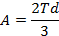 A = 2Td/3